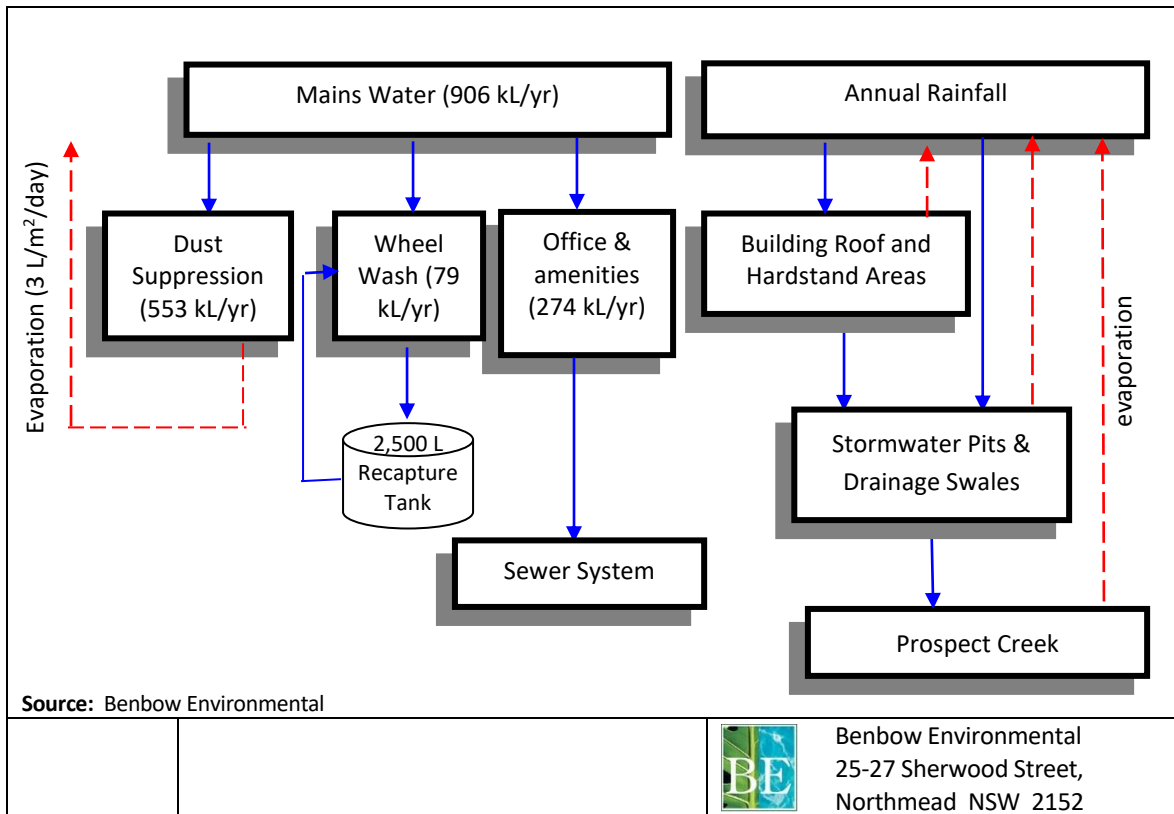 Mains Water (906 kL/yr)
Annual Rainfall
Evaporation (3 L/m²/day)
Dust
Suppression
(553 kL/yr)
Wheel
Wash (79
kL/yr)
Office &
amenities
(274 kL/yr)
Building Roof and
Hardstand Areas
evaporation
2,500 L
Recapture
Tank
Stormwater Pits &
Drainage Swales
Sewer System
Prospect Creek
Source: Benbow Environmental
BE
Benbow Environmental
25-27 Sherwood Street,
Northmead NSW 2152